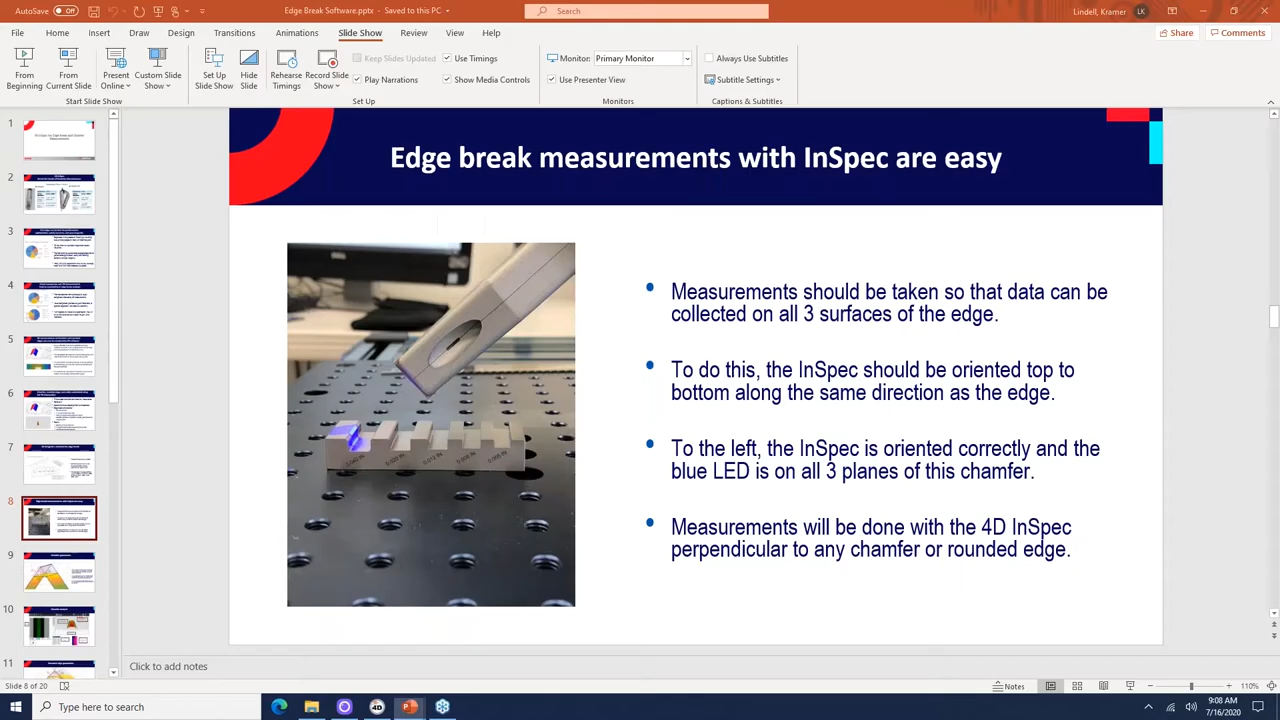 Edge Break Software.pptx - Saved to this PC
Search
Linder, Kramer
LK
File
Home
Insert
Draw
Design
Transitions
Animations
Slide Show
Review
View
Help
Share
Comments
From Beginning
From Current Slide
Present Online
Custom Slide Show
Set Up Slide Show
Hide Slide
Rehearse Timings
Record Slide Show
Keep Slides Updated
Play Narrations
Use Timings
Show Media Controls
Monitor: Primary Monitor
Use Presenter View
Always Use Subtitles
Subtitle Settings
Start Slide Show
Set Up
Monitors
Captions & Subtitles
1
2
3
8
10
11
Edge break measurements with InSpec are easy
Measurements should be taken so that data can be
collected on all 3 surfaces of the edge.
To do this, the InSpec should be oriented top to
bottom along the same direction as the edge.
To the left, the InSpec is oriented correctly and the
blue LED is on all 3 planes of this chamfer.
Measurements will be done with the 4D InSpec
perpendicular to any chamfer or rounded edge.
Click to add notes
Slide 8 of 20
Notes
110%
Type here to search
4D
9:08 AM
7/16/2020